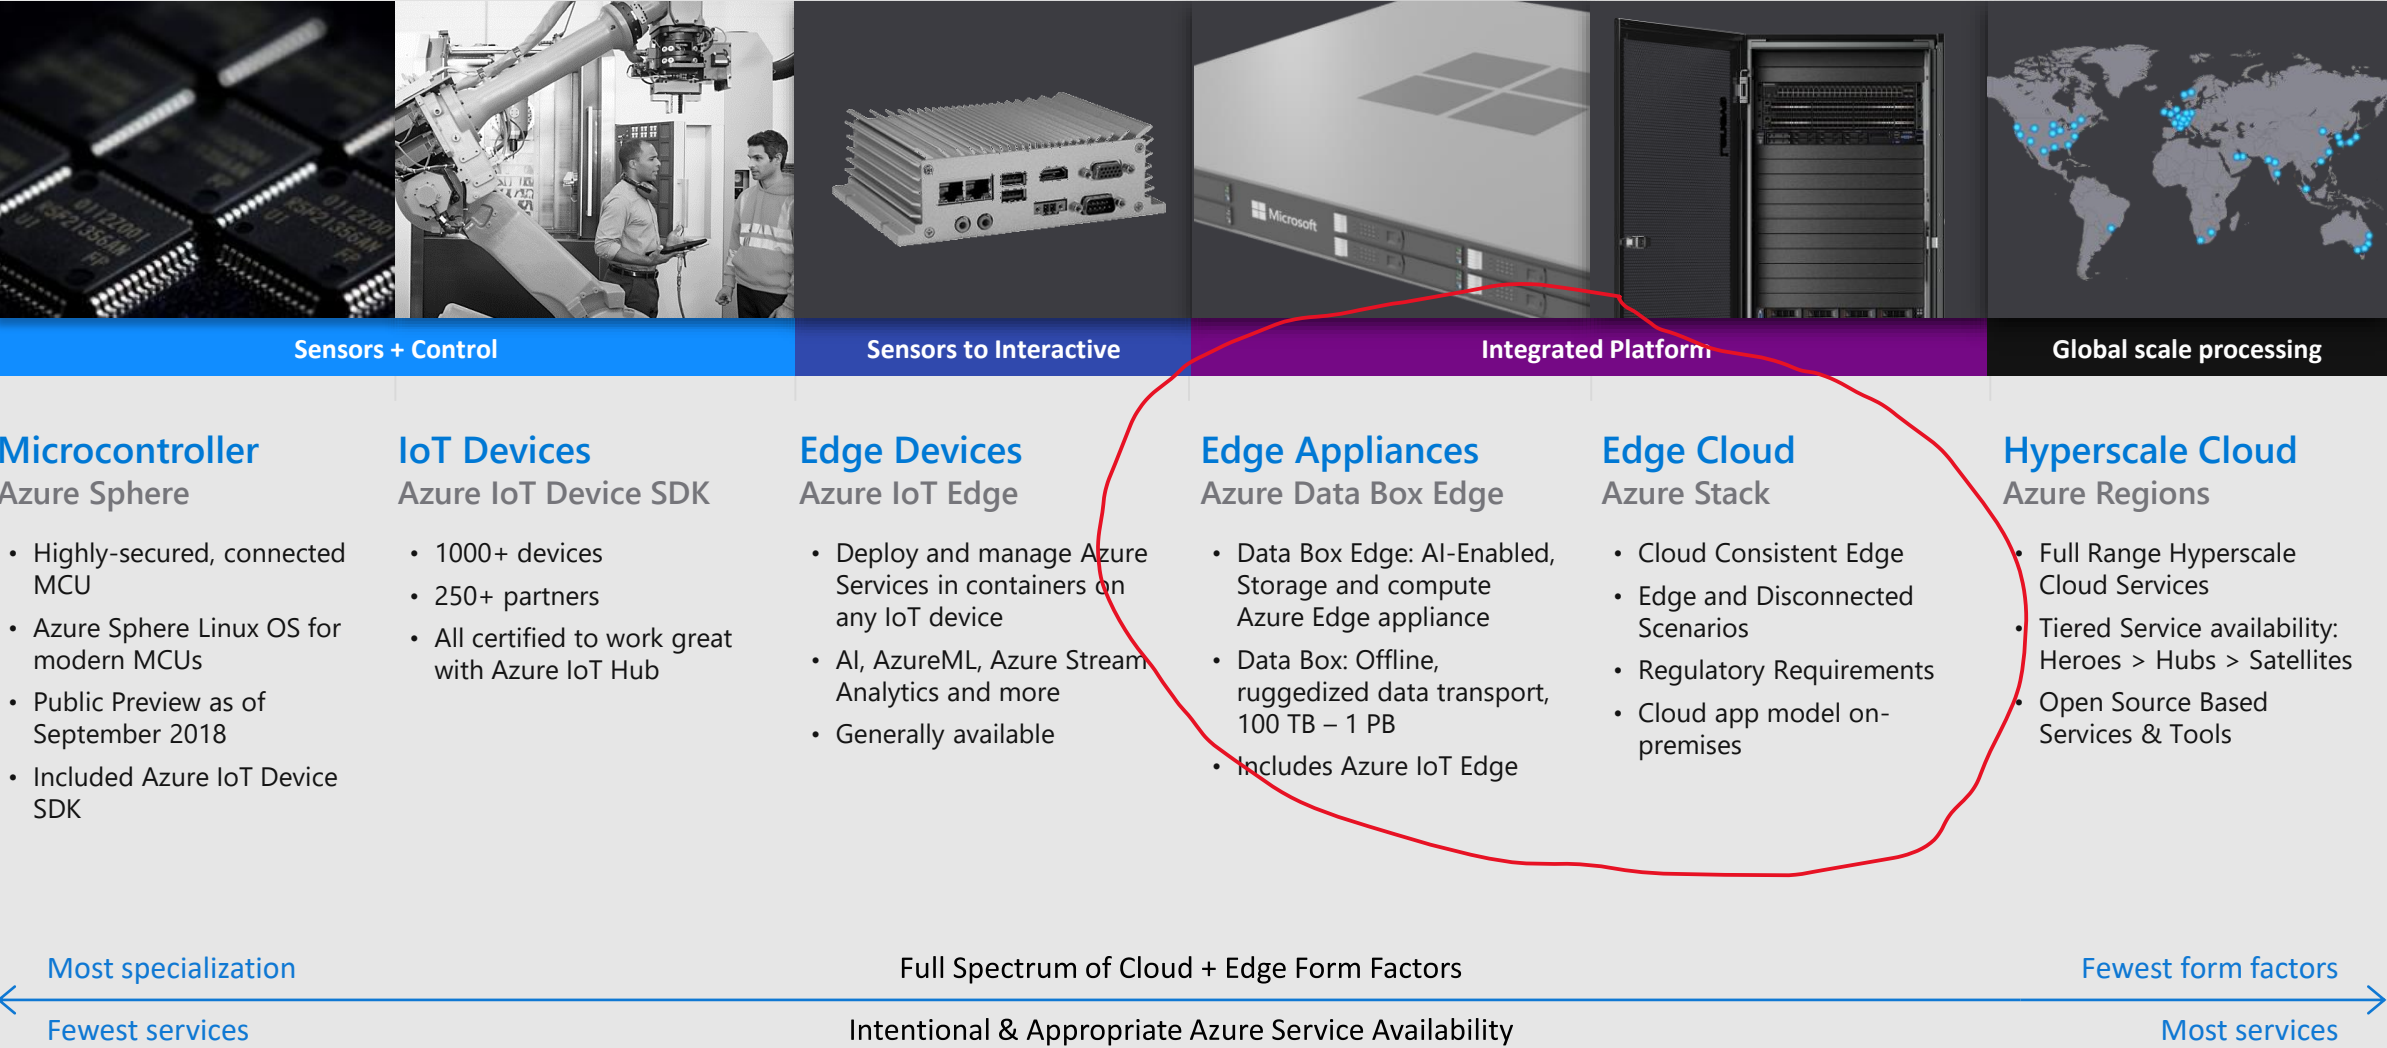 0112200I
R5F21356ANFP
UI
Microsoft
Sensors + Control
Sensors to Interactive
Integrated Platform
Global scale processing
Microcontroller
Azure Sphere
• Highly-secured, connected
MCU
• Azure Sphere Linux OS for
modern MCUs
• Public Preview as of
September 2018
• Included Azure IoT Device
SDK
IoT Devices
Azure IoT Device SDK
• 1000+ devices
• 250+ partners
• All certified to work great
with Azure IoT Hub
Edge Devices
Azure IoT Edge
• Deploy and manage Azure
Services in containers on
any IoT device
• AI, AzureML, Azure Stream
Analytics and more
• Generally available
Edge Appliances
Azure Data Box Edge
• Data Box Edge: AI-Enabled,
Storage and compute
Azure Edge appliance
• Data Box: Offline,
ruggedized data transport,
100 TB – 1 PB
• Includes Azure IoT Edge
Edge Cloud
Azure Stack
• Cloud Consistent Edge
• Edge and Disconnected
Scenarios
• Regulatory Requirements
• Cloud app model on-
premises
Hyperscale Cloud
Azure Regions
• Full Range Hyperscale
Cloud Services
• Tiered Service availability:
Heroes > Hubs > Satellites
• Open Source Based
Services & Tools
Most specialization
Full Spectrum of Cloud + Edge Form Factors
Fewest form factors
Fewest services
Intentional & Appropriate Azure Service Availability
Most services